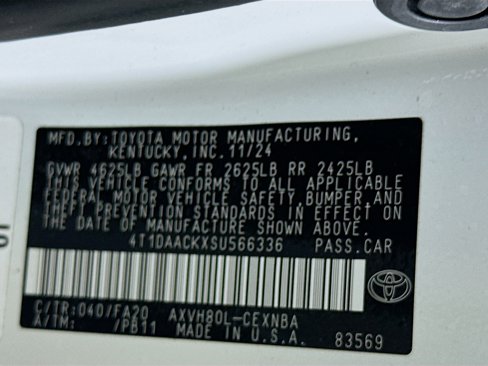 MFD.BY:TOYOTA MOTOR MANUFACTURING,
KENTUCKY,INC.11/24
GVWR 4625LB GAWR FR 2625LB RR 2425LB
THIS VEHICLE CONFORMS TO ALL APPLICABLE
FEDERAL MOTOR VEHICLE SAFETY,BUMPER,AND
THEFT PREVENTION STANDARDS IN EFFECT ON
THE DATE OF MANUFACTURE SHOWN ABOVE.
4T1DAACKXSU566336 PASS.CAR
C/TR:040/FA20 AXVH80L-CEXNBA
A/TM: /PB11 MADE IN U.S.A. 83569